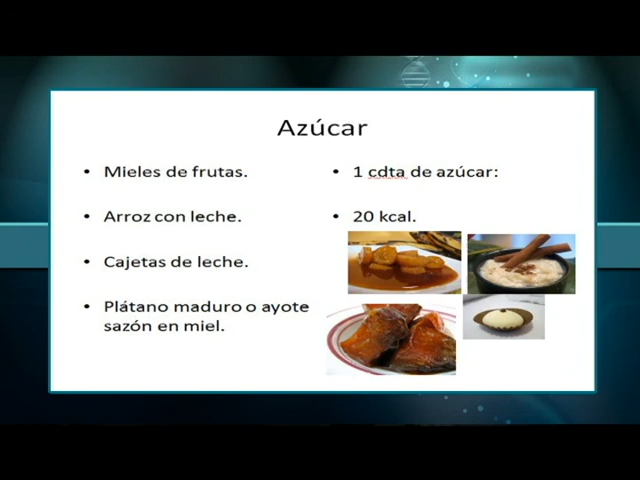 Azúcar
• Mieles de frutas.
• Arroz con leche.
• Cajetas de leche.
• Plátano maduro o ayote
sazón en miel.
• 1 cdta de azúcar:
• 20 kcal.